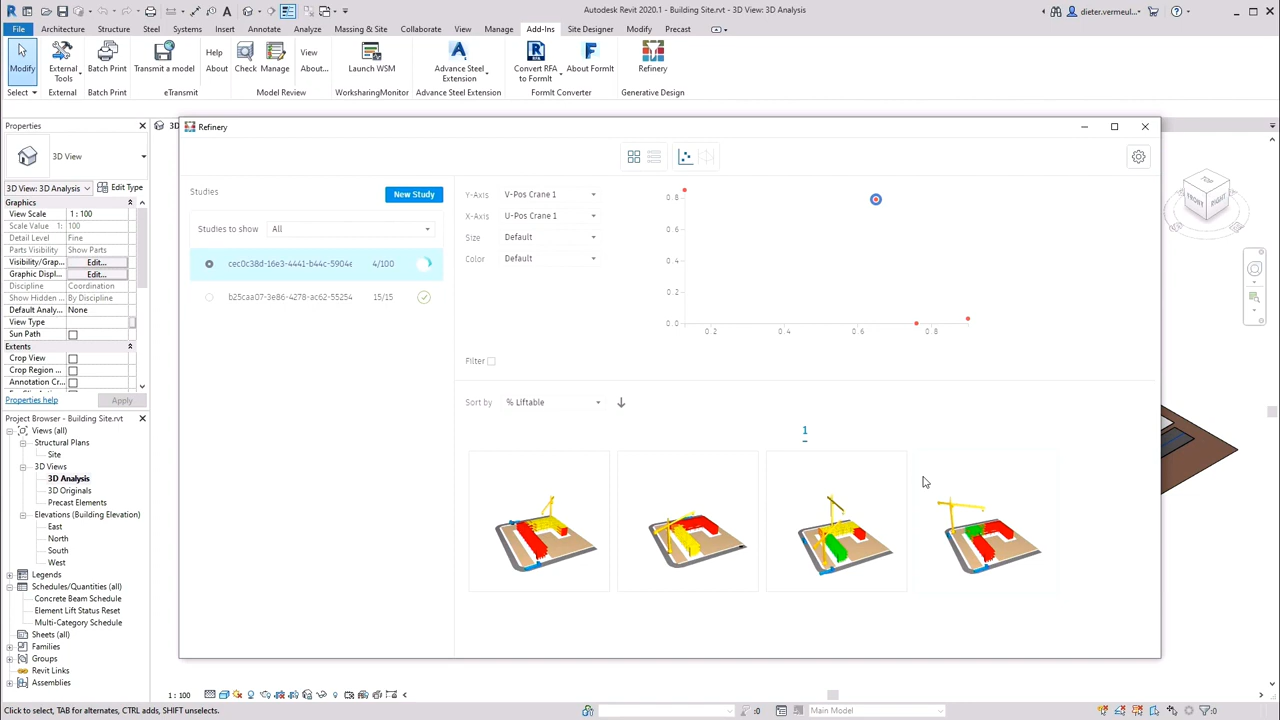 Autodesk Revit 2020.1 - Building Site.rvt - 3D View: 3D Analysis
dieter.vermeul...
File Architecture Structure Steel Systems Insert Annotate Analyze Massing & Site Collaborate View Manage Add-Ins Site Designer Modify Precast
Modify External Tools Batch Print Transmit a model Help About Check Manage View About... Launch WSM Advance Steel Extension Convert RFA to FormIt About FormIt Refinery
Select External Batch Print eTransmit Model Review WorksharingMonitor Advance Steel Extension FormIt Converter Generative Design
Properties
3D
3D View
3D View: 3D Analysis
Edit Type
Graphics
View Scale 1 : 100
Scale Value 1: 100
Detail Level Fine
Parts Visibility Show Parts
Visibility/Grap... Edit...
Graphic Displ... Edit...
Discipline Coordination
Show Hidden ... By Discipline
Default Analy... None
View Type
Sun Path
Extents
Crop View
Crop Region ...
Annotation Cr...
Properties help
Apply
Project Browser - Building Site.rvt
Views (all)
Structural Plans
Site
3D Views
3D Analysis
3D Originals
Precast Elements
Elevations (Building Elevation)
East
North
South
West
Legends
Schedules/Quantities (all)
Concrete Beam Schedule
Element Lift Status Reset
Multi-Category Schedule
Sheets (all)
Families
Groups
Revit Links
Assemblies
Refinery
Studies
New Study
Studies to show All
cec0c38d-16e3-4441-b44c-5904e 4/100
b25caa07-3e86-4278-ac62-55254 15/15
Y-Axis V-Pos Crane 1
X-Axis U-Pos Crane 1
Size Default
Color Default
0.8
0.6
0.4
0.2
0.0
0.2 0.4 0.6 0.8
Filter
Sort by % Liftable
1
TOP
FRONT
RIGHT
1 : 100
Click to select, TAB for alternates, CTRL adds, SHIFT unselects.
:0
Main Model
:0